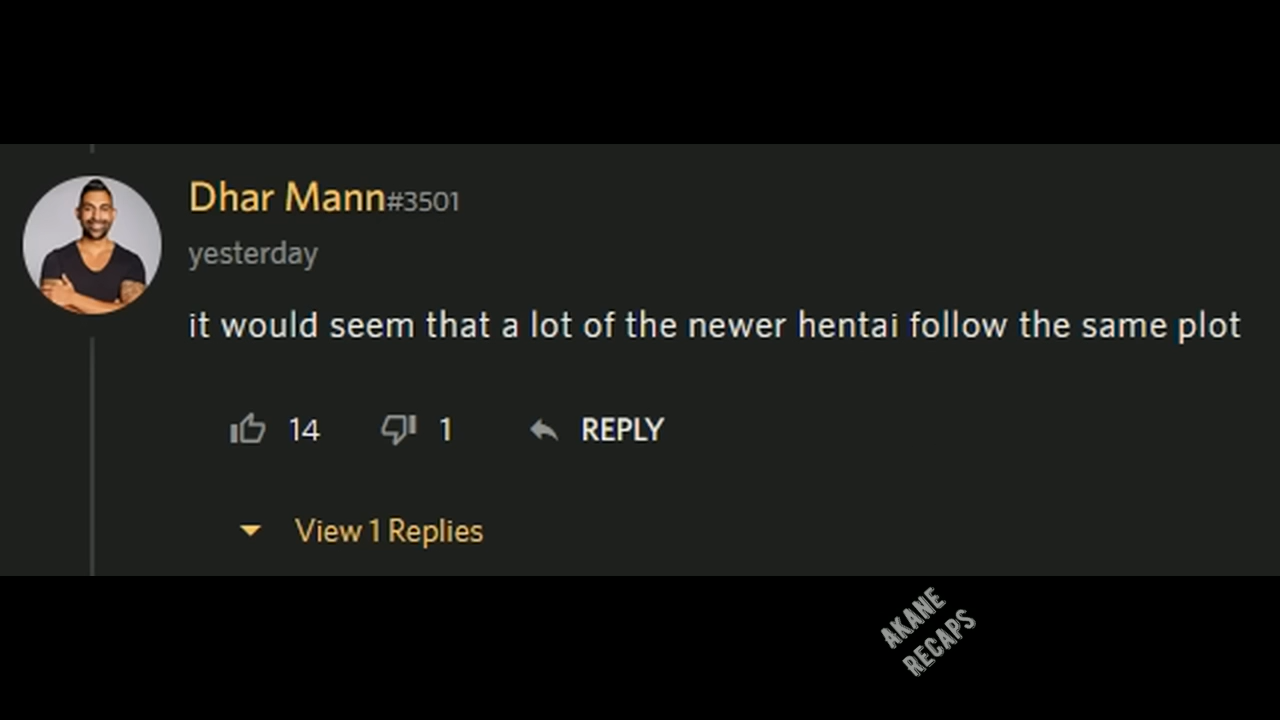 Dhar Mann#3501
yesterday
it would seem that a lot of the newer hentai follow the same plot
14 1 REPLY
View 1 Replies
AKANE
RECAPS